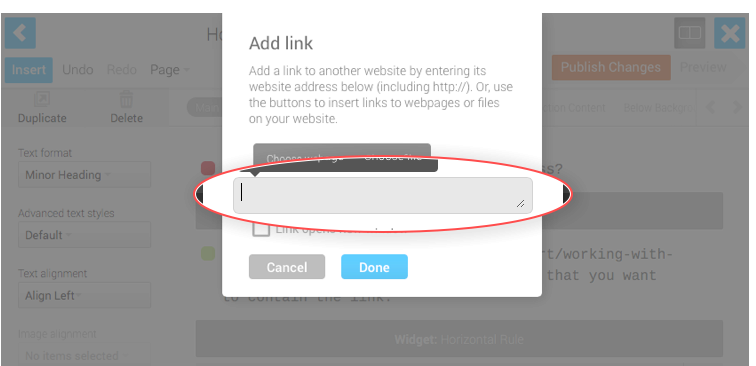 Ho
Add link
Insert Undo Redo Page
Add a link to another website by entering its
website address below (including http://). Or, use
the buttons to insert links to webpages or files
on your website.
Publish Changes Preview
Duplicate Delete
ction Content Below Backgr
Choose webpage Choose file
Text format
Minor Heading
s?
Advanced text styles
Default
Link opens
Text alignment
Align Left
rt/working-with-
Cancel Done
that you want
to contain the link.
Image alignment
No items selected
Widget: Horizontal Rule